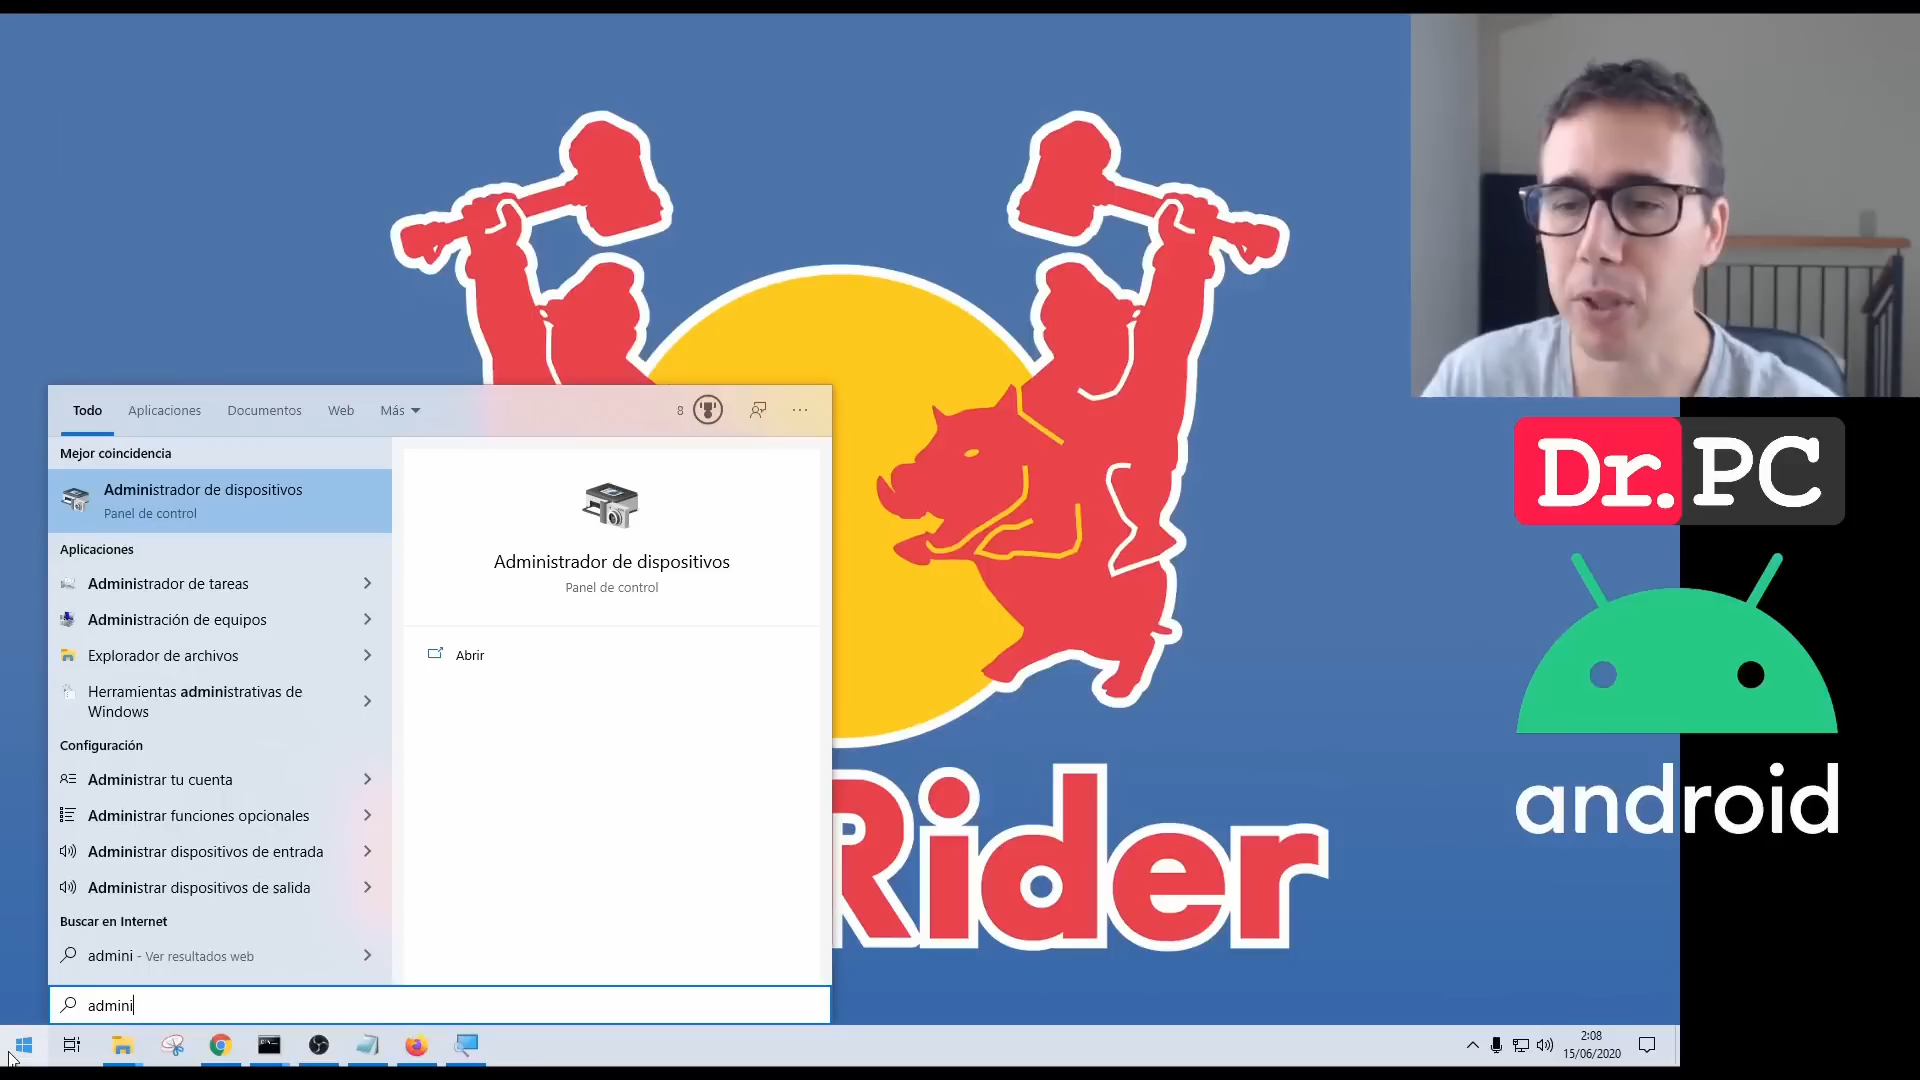 Todo
Aplicaciones
Documentos
Web
Más
8
Mejor coincidencia
Administrador de dispositivos
Panel de control
Aplicaciones
Administrador de tareas
Administración de equipos
Explorador de archivos
Herramientas administrativas de
Windows
Configuración
Administrar tu cuenta
Administrar funciones opcionales
Administrar dispositivos de entrada
Administrar dispositivos de salida
Buscar en Internet
admini - Ver resultados web
admini
Administrador de dispositivos
Panel de control
Abrir
Rider
Dr.PC
android
2:08
15/06/2020